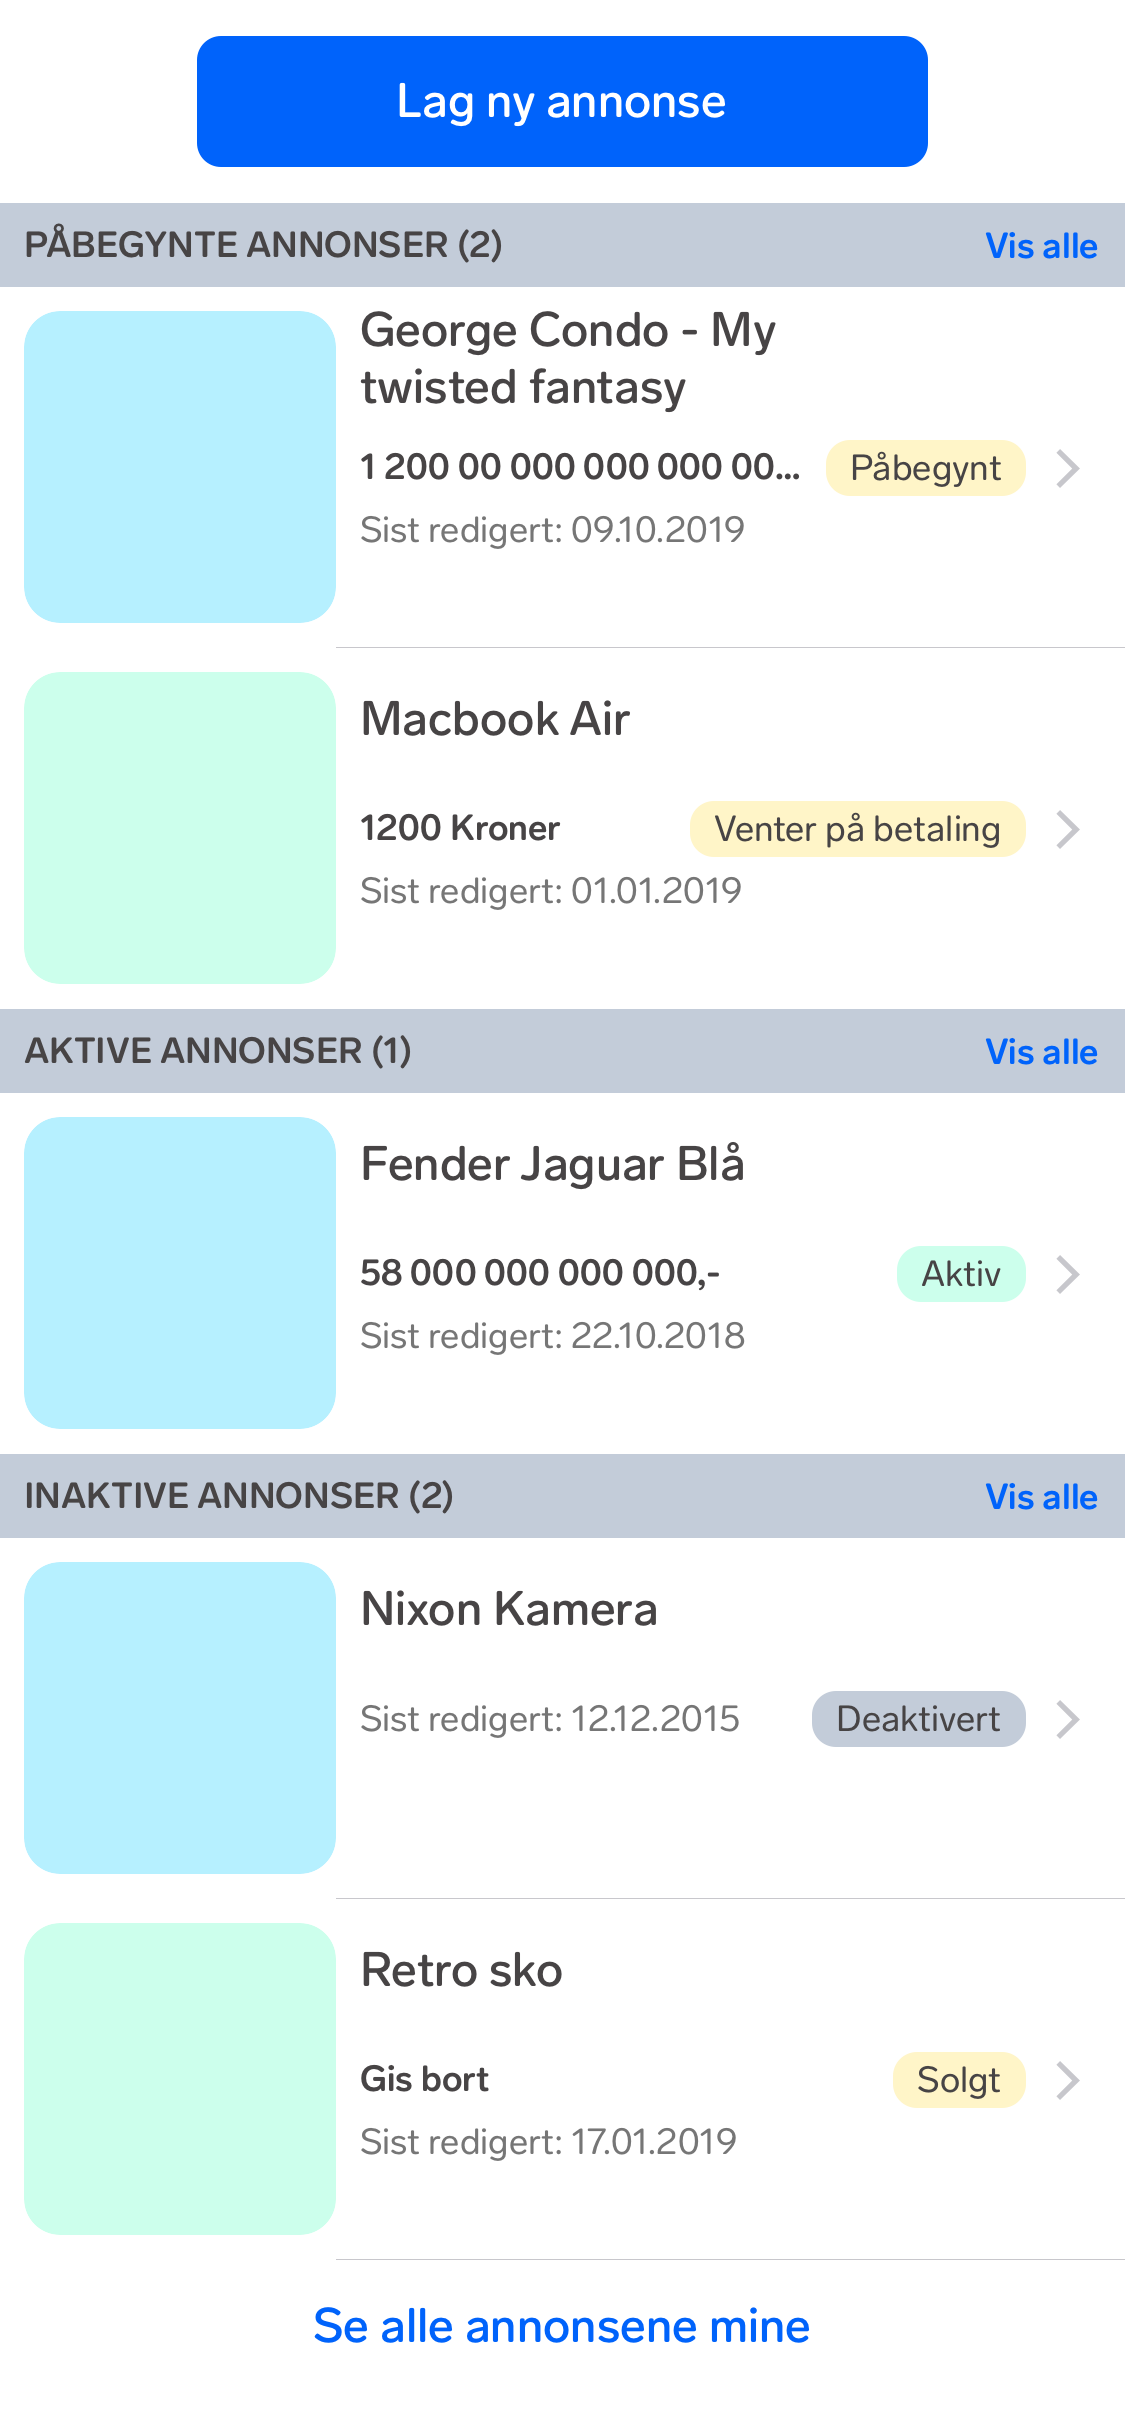 Lag ny annonse
PÅBEGYNTE ANNONSER (2)
Vis alle
George Condo - My
twisted fantasy
1 200 00 000 000 000 00...
Påbegynt
Sist redigert: 09.10.2019
Macbook Air
1200 Kroner
Venter på betaling
Sist redigert: 01.01.2019
AKTIVE ANNONSER (1)
Vis alle
Fender Jaguar Blå
58 000 000 000 000,-
Aktiv
Sist redigert: 22.10.2018
INAKTIVE ANNONSER (2)
Vis alle
Nixon Kamera
Sist redigert: 12.12.2015
Deaktivert
Retro sko
Gis bort
Solgt
Sist redigert: 17.01.2019
Se alle annonsene mine